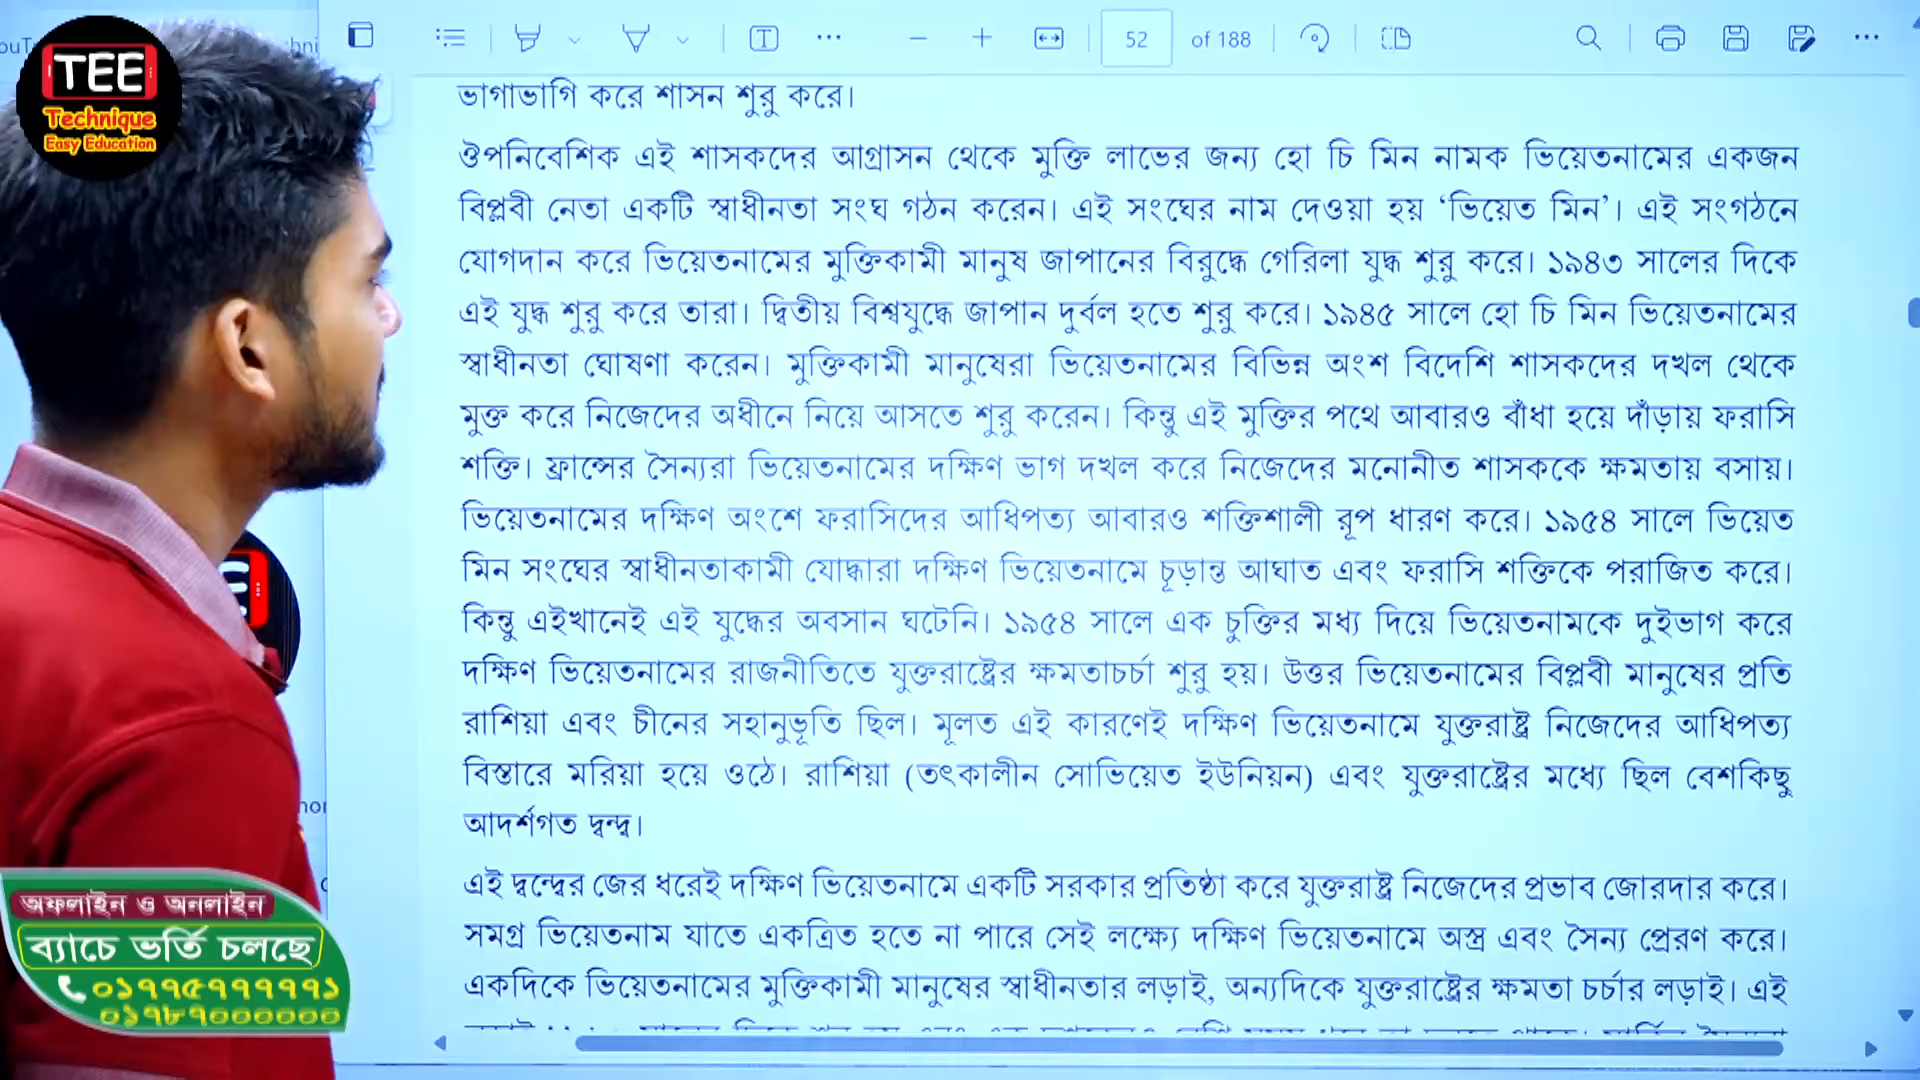 TEE
Technique
Easy Education
52 of 188
ভাগাভাগি করে শাসন শুরু করে।
ঔপনিবেশিক এই শাসকদের আগ্রাসন থেকে মুক্তি লাভের জন্য হো চি মিন নামক ভিয়েতনামের একজন
বিপ্লবী নেতা একটি স্বাধীনতা সংঘ গঠন করেন। এই সংঘের নাম দেওয়া হয় ‘ভিয়েত মিন’। এই সংগঠনে
যোগদান করে ভিয়েতনামের মুক্তিকামী মানুষ জাপানের বিরুদ্ধে গেরিলা যুদ্ধ শুরু করে। ১৯৪৩ সালের দিকে
এই যুদ্ধ শুরু করে তারা। দ্বিতীয় বিশ্বযুদ্ধে জাপান দুর্বল হতে শুরু করে। ১৯৪৫ সালে হো চি মিন ভিয়েতনামের
স্বাধীনতা ঘোষণা করেন। মুক্তিকামী মানুষেরা ভিয়েতনামের বিভিন্ন অংশ বিদেশি শাসকদের দখল থেকে
মুক্ত করে নিজেদের অধীনে নিয়ে আসতে শুরু করেন। কিন্তু এই মুক্তির পথে আবারও বাঁধা হয়ে দাঁড়ায় ফরাসি
শক্তি। ফ্রান্সের সৈন্যরা ভিয়েতনামের দক্ষিণ ভাগ দখল করে নিজেদের মনোনীত শাসককে ক্ষমতায় বসায়।
ভিয়েতনামের দক্ষিণ অংশে ফরাসিদের আধিপত্য আবারও শক্তিশালী রূপ ধারণ করে। ১৯৫৪ সালে ভিয়েত
মিন সংঘের স্বাধীনতাকামী যোদ্ধারা দক্ষিণ ভিয়েতনামে চূড়ান্ত আঘাত এবং ফরাসি শক্তিকে পরাজিত করে।
কিন্তু এইখানেই এই যুদ্ধের অবসান ঘটেনি। ১৯৫৪ সালে এক চুক্তির মধ্য দিয়ে ভিয়েতনামকে দুইভাগ করে
দক্ষিণ ভিয়েতনামের রাজনীতিতে যুক্তরাষ্ট্রের ক্ষমতাচর্চা শুরু হয়। উত্তর ভিয়েতনামের বিপ্লবী মানুষের প্রতি
রাশিয়া এবং চীনের সহানুভূতি ছিল। মূলত এই কারণেই দক্ষিণ ভিয়েতনামে যুক্তরাষ্ট্র নিজেদের আধিপত্য
বিস্তারে মরিয়া হয়ে ওঠে। রাশিয়া (তৎকালীন সোভিয়েত ইউনিয়ন) এবং যুক্তরাষ্ট্রের মধ্যে ছিল বেশকিছু
আদর্শগত দ্বন্দ্ব।
এই দ্বন্দ্বের জের ধরেই দক্ষিণ ভিয়েতনামে একটি সরকার প্রতিষ্ঠা করে যুক্তরাষ্ট্র নিজেদের প্রভাব জোরদার করে।
সমগ্র ভিয়েতনাম যাতে একত্রিত হতে না পারে সেই লক্ষ্যে দক্ষিণ ভিয়েতনামে অস্ত্র এবং সৈন্য প্রেরণ করে।
একদিকে ভিয়েতনামের মুক্তিকামী মানুষের স্বাধীনতার লড়াই, অন্যদিকে যুক্তরাষ্ট্রের ক্ষমতা চর্চার লড়াই। এই
অফলাইন ও অনলাইন
ব্যাচে ভর্তি চলছে
০১৭৭৫৭৭৭৭৭১
০১৭৮৭০০০০০০